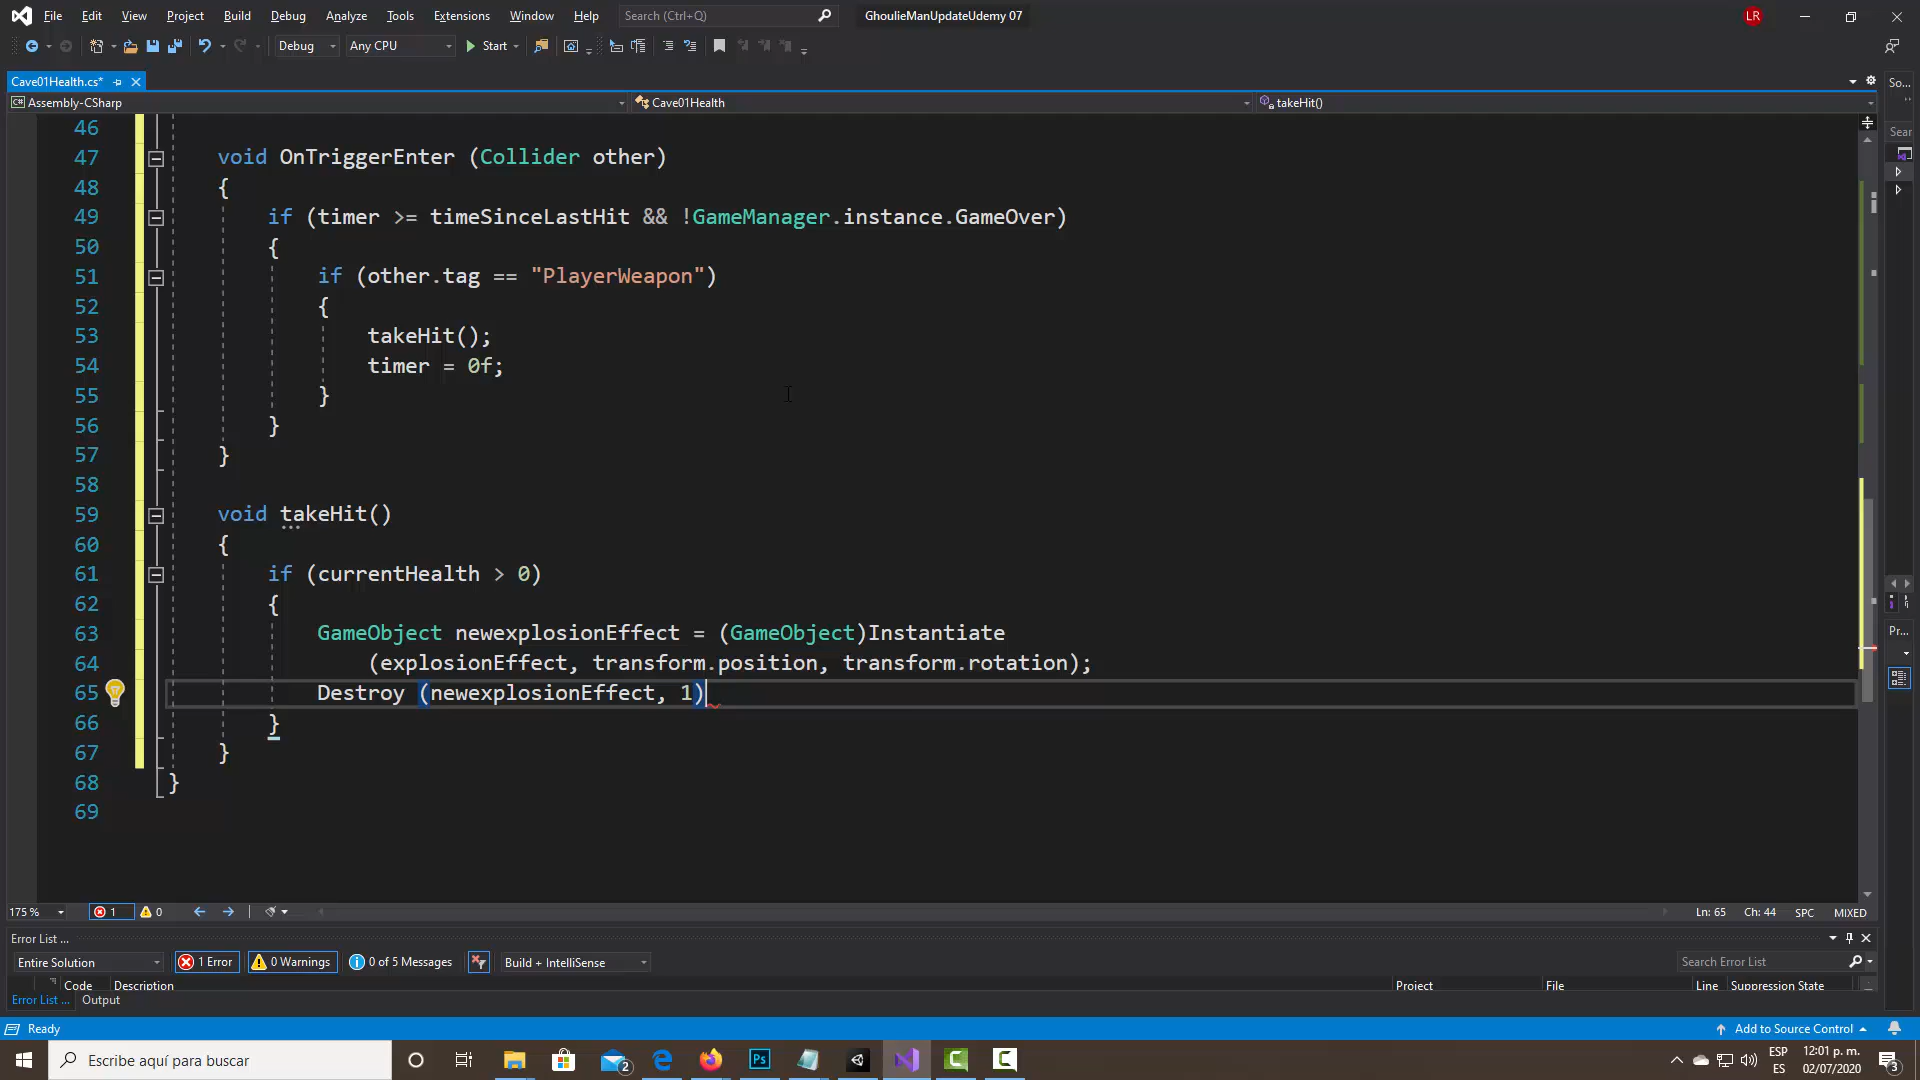 File Edit View Project Build Debug Analyze Tools Extensions Window Help Search (Ctrl+Q) GhoulieManUpdateUdemy 07 LR
Debug Any CPU Start
Cave01Health.cs* So...
Assembly-CSharp Cave01Health takeHit()
Sear
46
47 void OnTriggerEnter (Collider other)
48 {
49 if (timer >= timeSinceLastHit && !GameManager.instance.GameOver)
50 {
51 if (other.tag == "PlayerWeapon")
52 {
53 takeHit();
54 timer = 0f;
55 }
56 }
57 }
58
59 void takeHit()
60 {
61 if (currentHealth > 0)
62 {
63 GameObject newexplosionEffect = (GameObject)Instantiate
Pr...
64 (explosionEffect, transform.position, transform.rotation);
65 Destroy (newexplosionEffect, 1)
66 }
67 }
68 }
69
175 % 1 0 Ln: 65 Ch: 44 SPC MIXED
Error List ...
Entire Solution 1 Error 0 Warnings 0 of 5 Messages Build + IntelliSense Search Error List
Code Description Project File Line Suppression State
Error List ... Output
Ready Add to Source Control
Escribe aquí para buscar 2 Ps ESP ES 12:01 p. m. 02/07/2020 3